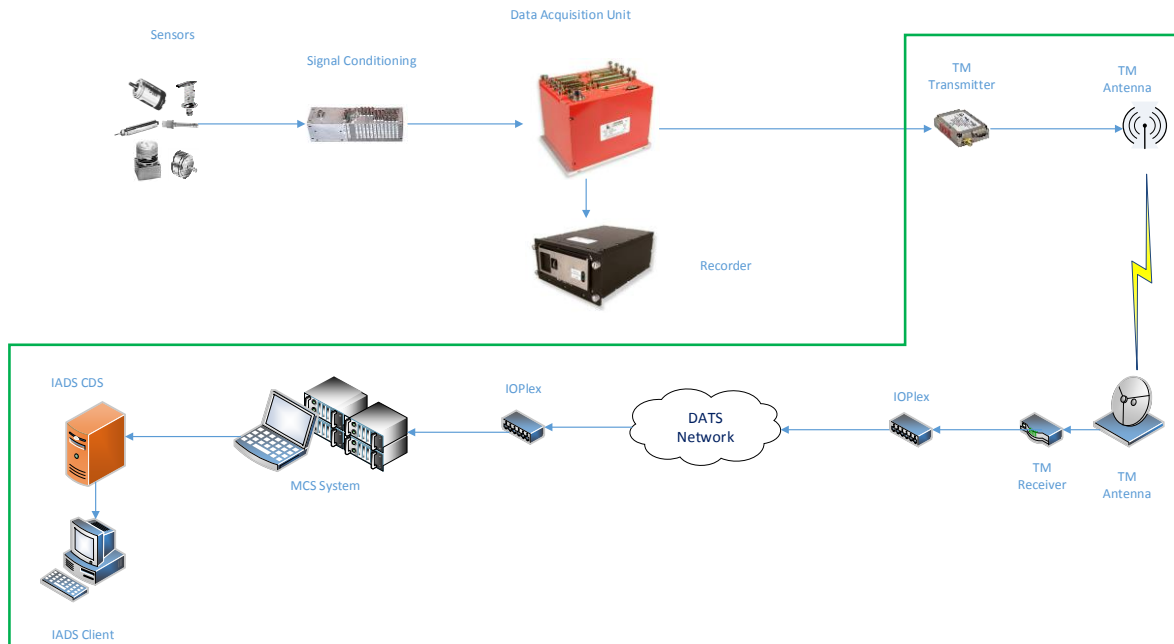 Data Acquisition Unit
Sensors
Signal Conditioning
TM
Transmitter
TM
Antenna
Recorder
IADS CDS
IOPlex
DATS
Network
IOPlex
MCS System
TM
Receiver
TM
Antenna
IADS Client